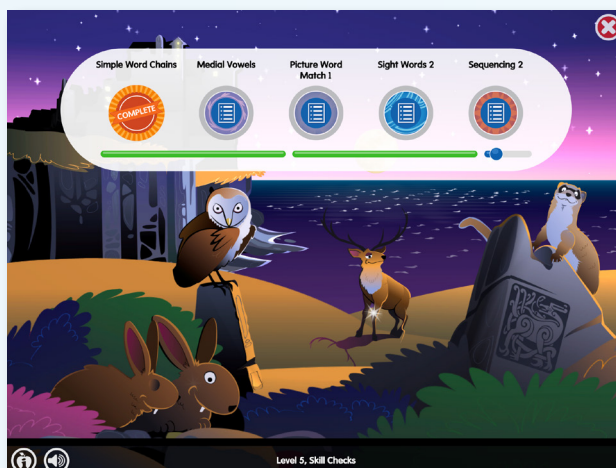 Simple Word Chains
Medial Vowels
Picture Word
Match 1
Sight Words 2
Sequencing 2
COMPLETE
Level 5, Skill Checks